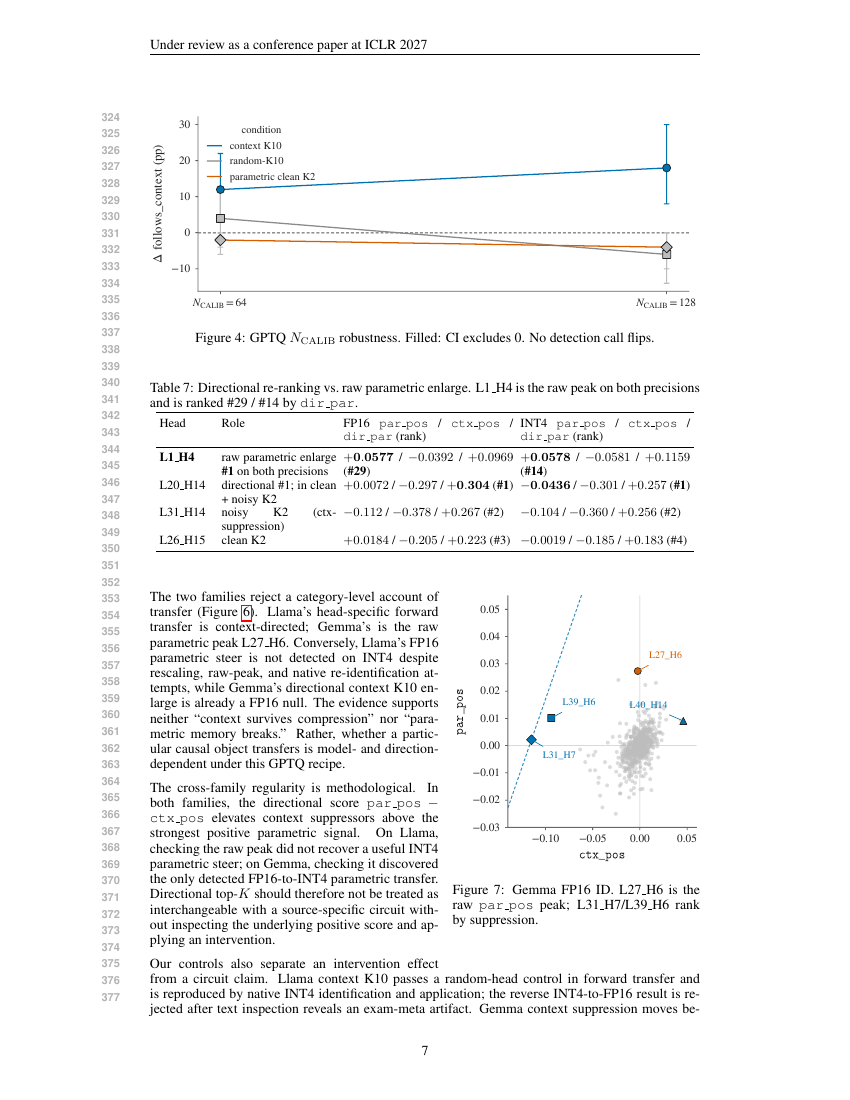 Under review as a conference paper at ICLR 2027
324
325
326
327
328
329
330
331
332
333
334
335
336
337
338
339
340
341
342
343
344
345
346
347
348
349
350
351
352
353
354
355
356
357
358
359
360
361
362
363
364
365
366
367
368
369
370
371
372
373
374
375
376
377
Δ follows_context (pp)
30
20
10
0
−10
condition
context K10
random-K10
parametric clean K2
N_CALIB = 64
N_CALIB = 128
Figure 4: GPTQ N_CALIB robustness. Filled: CI excludes 0. No detection call flips.
Table 7: Directional re-ranking vs. raw parametric enlarge. L1_H4 is the raw peak on both precisions
and is ranked #29 / #14 by dir_par.
Head Role FP16 par_pos / ctx_pos / INT4 par_pos / ctx_pos /
dir_par (rank) dir_par (rank)
L1_H4 raw parametric enlarge +0.0577 / −0.0392 / +0.0969 +0.0578 / −0.0581 / +0.1159
#1 on both precisions (#29) (#14)
L20_H14 directional #1; in clean +0.0072 / −0.297 / +0.304 (#1) −0.0436 / −0.301 / +0.257 (#1)
+ noisy K2
L31_H14 noisy K2 (ctx- −0.112 / −0.378 / +0.267 (#2) −0.104 / −0.360 / +0.256 (#2)
suppression)
L26_H15 clean K2 +0.0184 / −0.205 / +0.223 (#3) −0.0019 / −0.185 / +0.183 (#4)
The two families reject a category-level account of
transfer (Figure 6). Llama's head-specific forward
transfer is context-directed; Gemma's is the raw
parametric peak L27_H6. Conversely, Llama's FP16
parametric steer is not detected on INT4 despite
rescaling, raw-peak, and native re-identification at-
tempts, while Gemma's directional context K10 en-
large is already a FP16 null. The evidence supports
neither "context survives compression" nor "para-
metric memory breaks." Rather, whether a partic-
ular causal object transfers is model- and direction-
dependent under this GPTQ recipe.
The cross-family regularity is methodological. In
both families, the directional score par_pos −
ctx_pos elevates context suppressors above the
strongest positive parametric signal. On Llama,
checking the raw peak did not recover a useful INT4
parametric steer; on Gemma, checking it discovered
the only detected FP16-to-INT4 parametric transfer.
Directional top-K should therefore not be treated as
interchangeable with a source-specific circuit with-
out inspecting the underlying positive score and ap-
plying an intervention.
par_pos
0.05
0.04
0.03
0.02
0.01
0.00
−0.01
−0.02
−0.03
L27_H6
L39_H6
L40_H14
L31_H7
−0.10
−0.05
0.00
0.05
ctx_pos
Figure 7: Gemma FP16 ID. L27_H6 is the
raw par_pos peak; L31_H7/L39_H6 rank
by suppression.
Our controls also separate an intervention effect
from a circuit claim. Llama context K10 passes a random-head control in forward transfer and
is reproduced by native INT4 identification and application; the reverse INT4-to-FP16 result is re-
jected after text inspection reveals an exam-meta artifact. Gemma context suppression moves be-
7